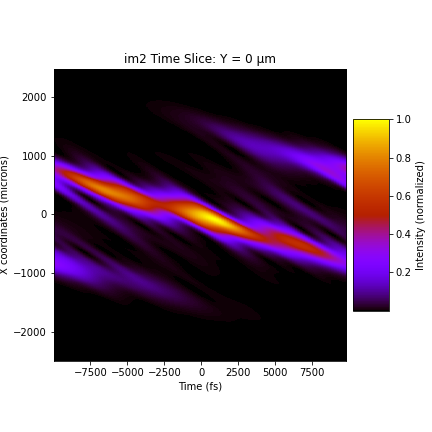 im2 Time Slice: Y = 0 μm
X coordinates (microns)
2000
1000
0
−1000
−2000
−7500 −5000 −2500 0 2500 5000 7500
Time (fs)
1.0
0.8
0.6
0.4
0.2
Intensity (normalized)